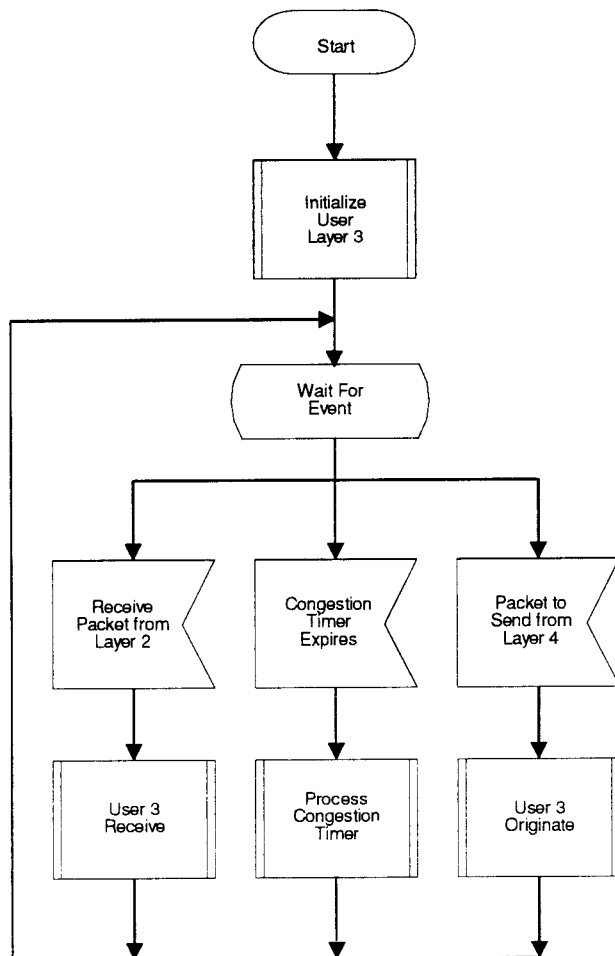 Start
Initialize
User
Layer 3
Wait For
Event
Receive
Packet from
Layer 2
Congestion
Timer
Expires
Packet to
Send from
Layer 4
User 3
Receive
Process
Congestion
Timer
User 3
Originate